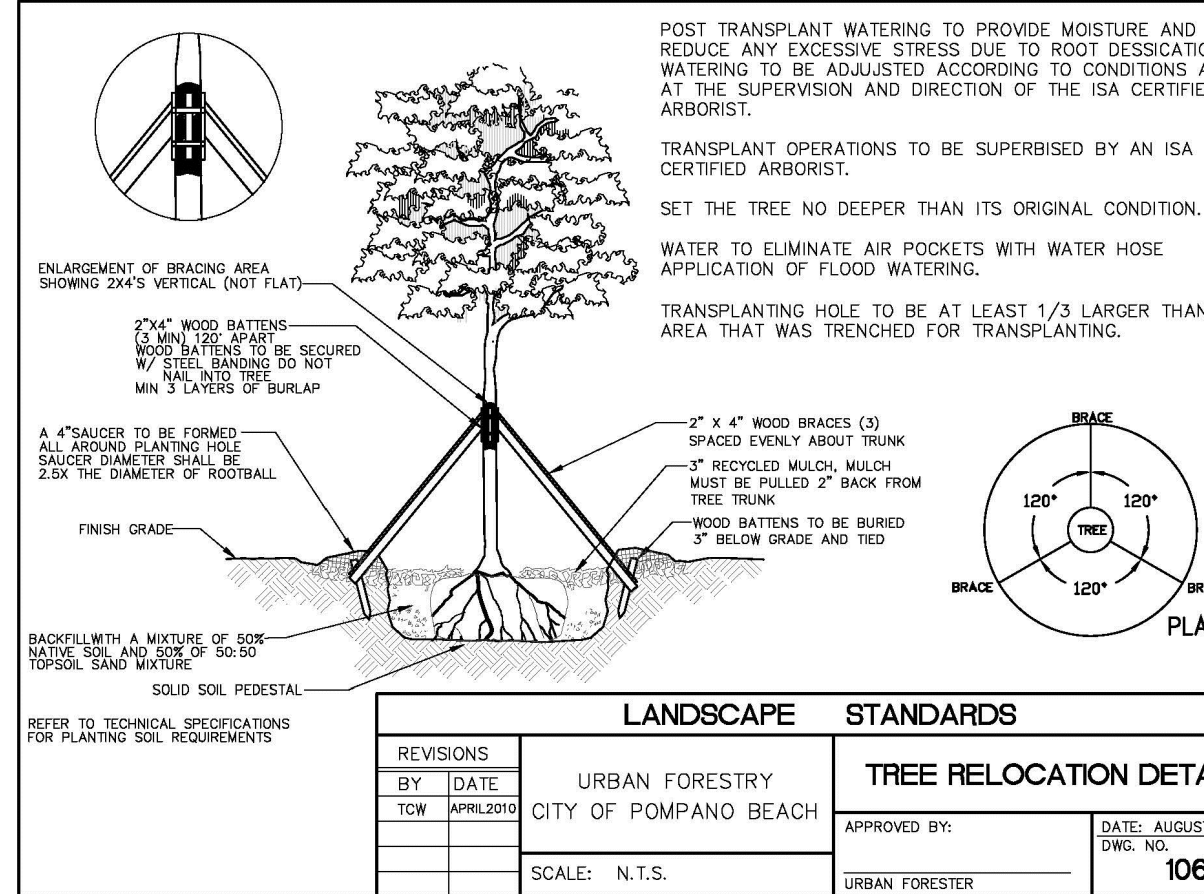 POST TRANSPLANT WATERING TO PROVIDE MOISTURE AND
REDUCE ANY EXCESSIVE STRESS DUE TO ROOT DESSICATIO
WATERING TO BE ADJUJSTED ACCORDING TO CONDITIONS A
AT THE SUPERVISION AND DIRECTION OF THE ISA CERTIFIE
ARBORIST.
TRANSPLANT OPERATIONS TO BE SUPERBISED BY AN ISA
CERTIFIED ARBORIST.
SET THE TREE NO DEEPER THAN ITS ORIGINAL CONDITION.
WATER TO ELIMINATE AIR POCKETS WITH WATER HOSE
APPLICATION OF FLOOD WATERING.
TRANSPLANTING HOLE TO BE AT LEAST 1/3 LARGER THAN
AREA THAT WAS TRENCHED FOR TRANSPLANTING.
ENLARGEMENT OF BRACING AREA
SHOWING 2X4'S VERTICAL (NOT FLAT)
2"X4" WOOD BATTENS
(3 MIN) 120° APART
WOOD BATTENS TO BE SECURED
W/ STEEL BANDING DO NOT
NAIL INTO TREE
MIN 3 LAYERS OF BURLAP
A 4"SAUCER TO BE FORMED
ALL AROUND PLANTING HOLE
SAUCER DIAMETER SHALL BE
2.5X THE DIAMETER OF ROOTBALL
FINISH GRADE
BACKFILLWITH A MIXTURE OF 50%
NATIVE SOIL AND 50% OF 50:50
TOPSOIL SAND MIXTURE
SOLID SOIL PEDESTAL
REFER TO TECHNICAL SPECIFICATIONS
FOR PLANTING SOIL REQUIREMENTS
2" X 4" WOOD BRACES (3)
SPACED EVENLY ABOUT TRUNK
3" RECYCLED MULCH, MULCH
MUST BE PULLED 2" BACK FROM
TREE TRUNK
WOOD BATTENS TO BE BURIED
3" BELOW GRADE AND TIED
BRACE
120°
120°
TREE
120°
BRACE
BR
PLA
LANDSCAPE STANDARDS
REVISIONS
BY DATE
TCW APRIL2010
URBAN FORESTRY
CITY OF POMPANO BEACH
SCALE: N.T.S.
TREE RELOCATION DETA
APPROVED BY:
URBAN FORESTER
DATE: AUGUST
DWG. NO.
106